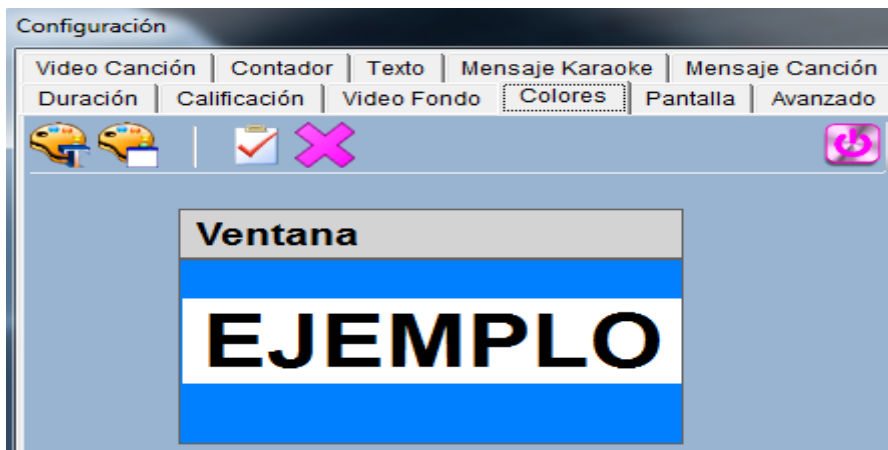 Configuración
Video Canción Contador Texto Mensaje Karaoke Mensaje Canción
Duración Calificación Video Fondo Colores Pantalla Avanzado
Ventana
EJEMPLO